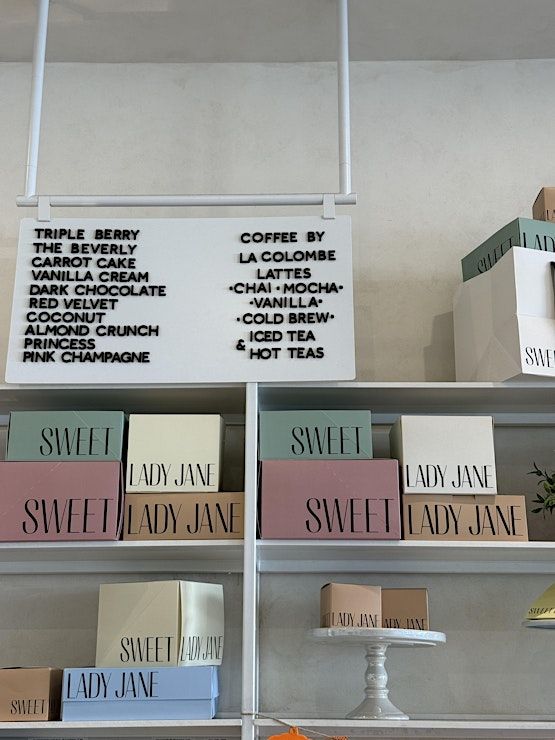 TRIPLE BERRY
THE BEVERLY
CARROT CAKE
VANILLA CREAM
DARK CHOCOLATE
RED VELVET
COCONUT
ALMOND CRUNCH
PRINCESS
PINK CHAMPAGNE
COFFEE BY
LA COLOMBE
LATTES
•CHAI • MOCHA•
•VANILLA•
•COLD BREW•
ICED TEA
& HOT TEAS
SWEET
LADY JANE
SWEET
LADY JANE
SWEET
LADY JANE
SWEET
LADY JANE
SWEET
LADY JANE
SWEET
LADY JANE
SWEET
LADY JANE
LADY JANE
SWEET